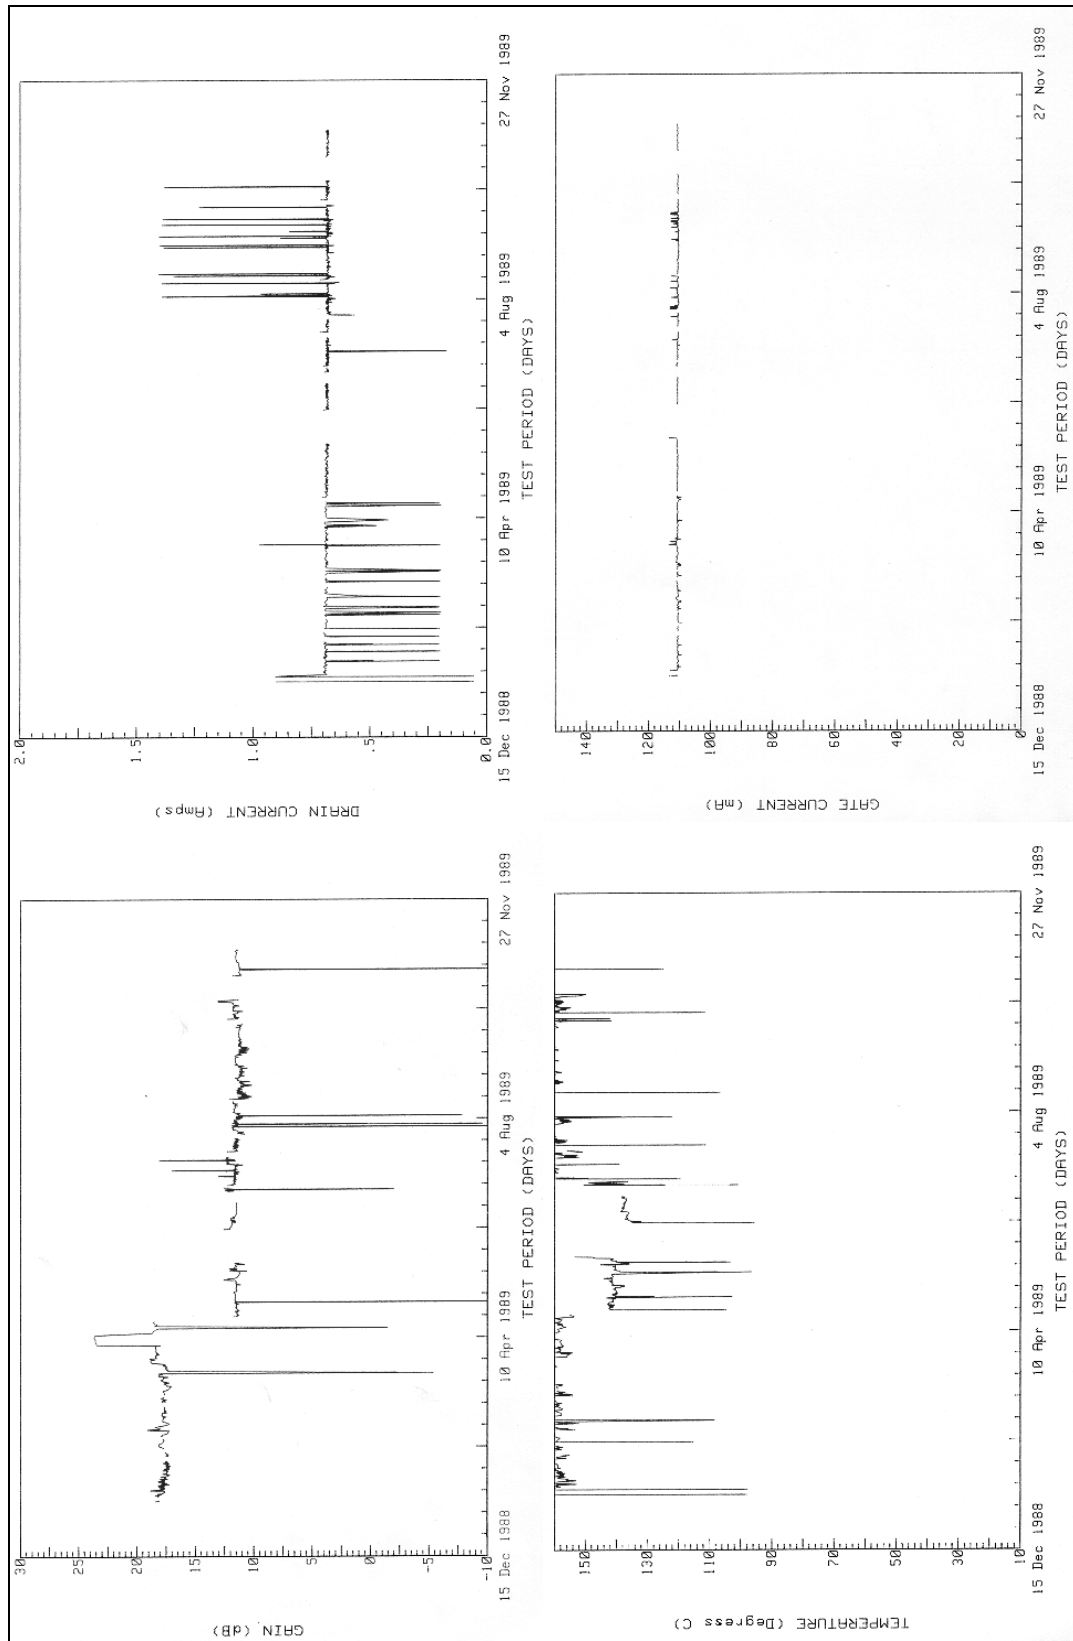 GAIN (dB)
30
25
20
15
10
5
0
-5
-10
15 Dec 1988
10 Apr 1989
4 Aug 1989
27 Nov 1989
TEST PERIOD (DAYS)
DRAIN CURRENT (Amps)
2.0
1.5
1.0
.5
0.0
15 Dec 1988
10 Apr 1989
4 Aug 1989
27 Nov 1989
TEST PERIOD (DAYS)
TEMPERATURE (Degress C)
150
130
110
90
70
50
30
10
15 Dec 1988
10 Apr 1989
4 Aug 1989
27 Nov 1989
TEST PERIOD (DAYS)
GATE CURRENT (mA)
140
120
100
80
60
40
20
0
15 Dec 1988
10 Apr 1989
4 Aug 1989
27 Nov 1989
TEST PERIOD (DAYS)